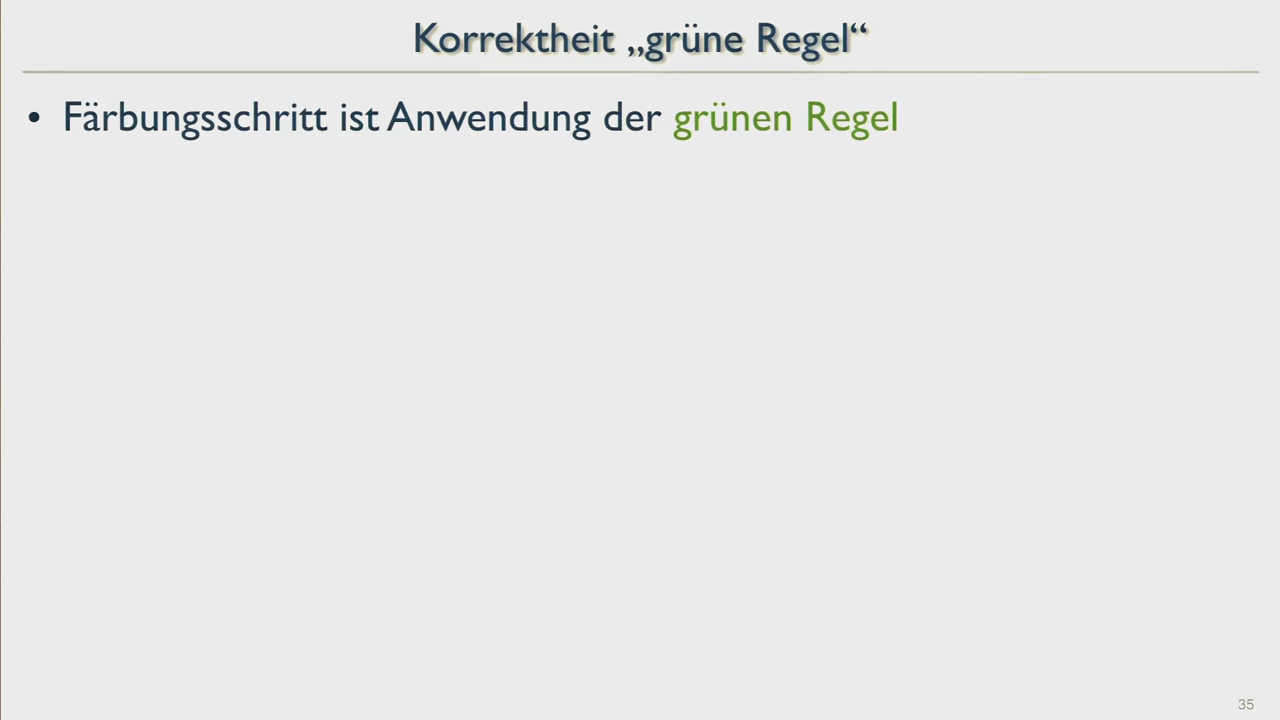 Korrektheit „grüne Regel“
• Färbungsschritt ist Anwendung der grünen Regel
35